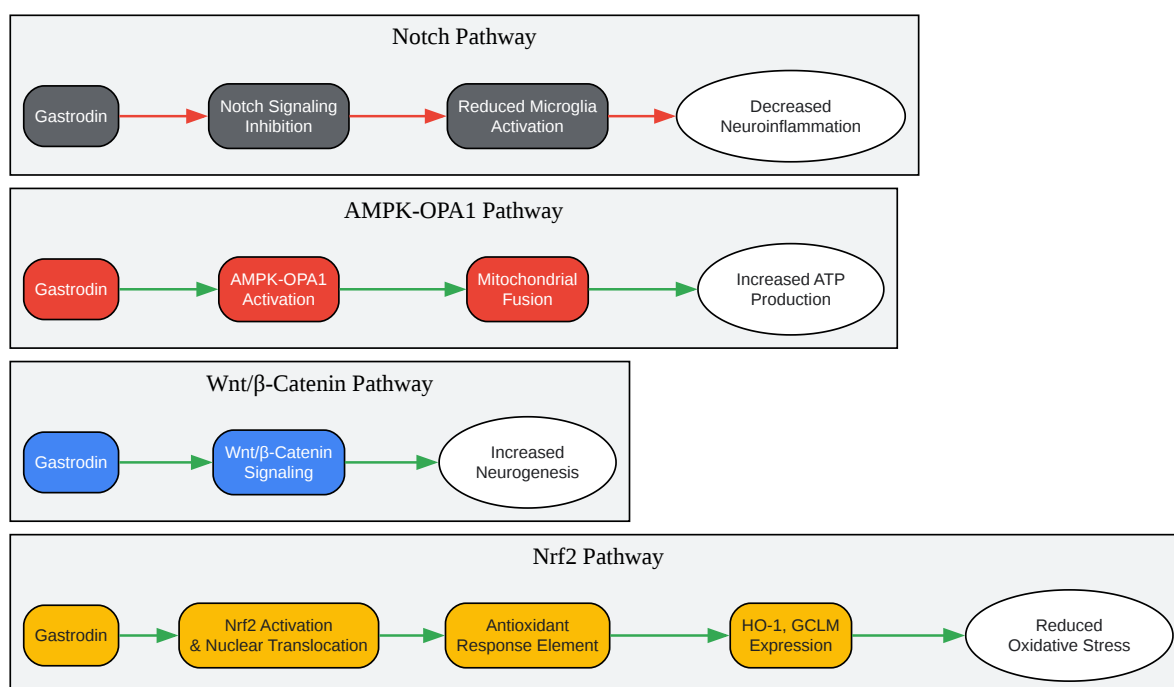 Notch Pathway
Gastrodin
Notch Signaling
Inhibition
Reduced Microglia
Activation
Decreased
Neuroinflammation
AMPK-OPA1 Pathway
Gastrodin
AMPK-OPA1
Activation
Mitochondrial
Fusion
Increased ATP
Production
Wnt/β-Catenin Pathway
Gastrodin
Wnt/β-Catenin
Signaling
Increased
Neurogenesis
Nrf2 Pathway
Gastrodin
Nrf2 Activation
& Nuclear Translocation
Antioxidant
Response Element
HO-1, GCLM
Expression
Reduced
Oxidative Stress